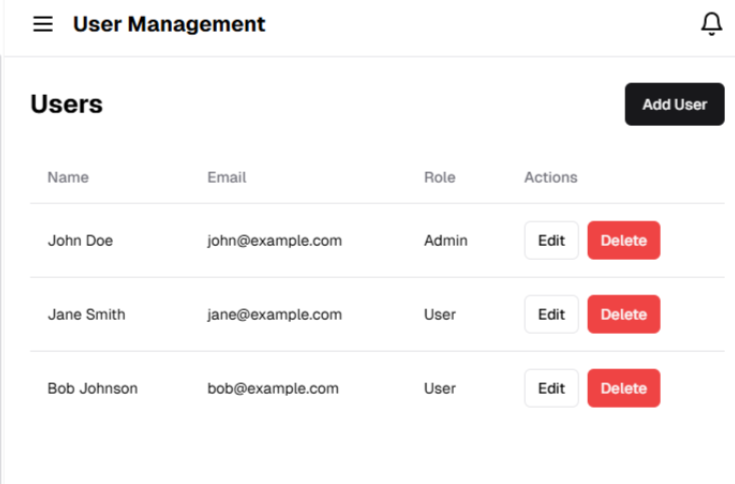 User Management
Users
Add User
Name Email Role Actions
John Doe john@example.com Admin Edit Delete
Jane Smith jane@example.com User Edit Delete
Bob Johnson bob@example.com User Edit Delete